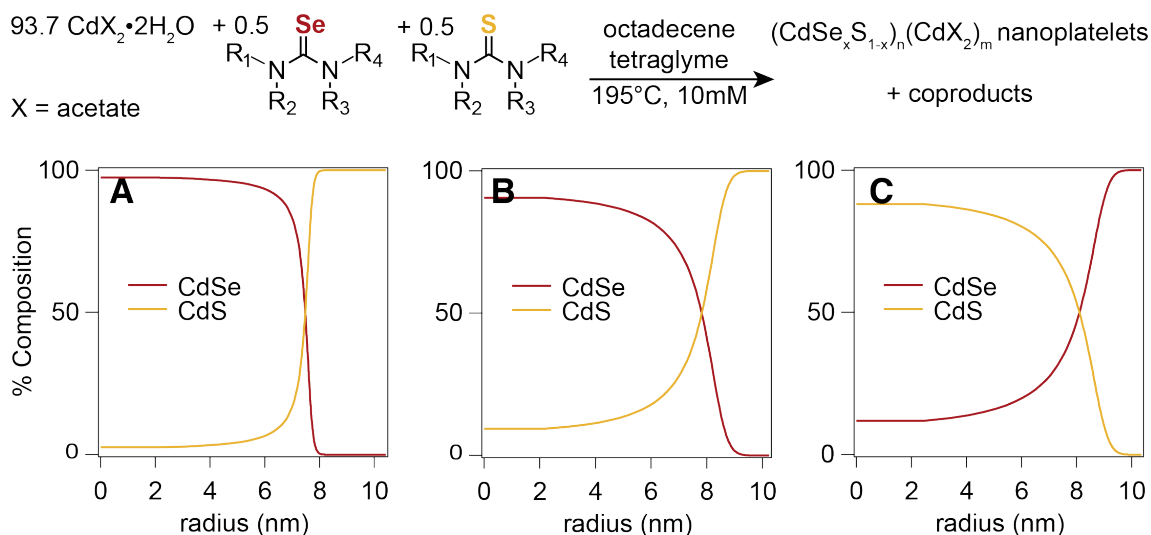 93.7 CdX₂•2H₂O + 0.5 + 0.5 octadecene (CdSeₓS₁₋ₓ)ₙ(CdX₂)ₘ nanoplatelets
Se S
R₁ N N R₄ R₁ N N R₄ tetraglyme
R₂ R₃ R₂ R₃ 195°C, 10mM + coproducts
X = acetate
A
% Composition
100
50
0
CdSe
CdS
0 2 4 6 8 10
radius (nm)
B
100
50
0
CdSe
CdS
0 2 4 6 8 10
radius (nm)
C
100
50
0
CdSe
CdS
0 2 4 6 8 10
radius (nm)